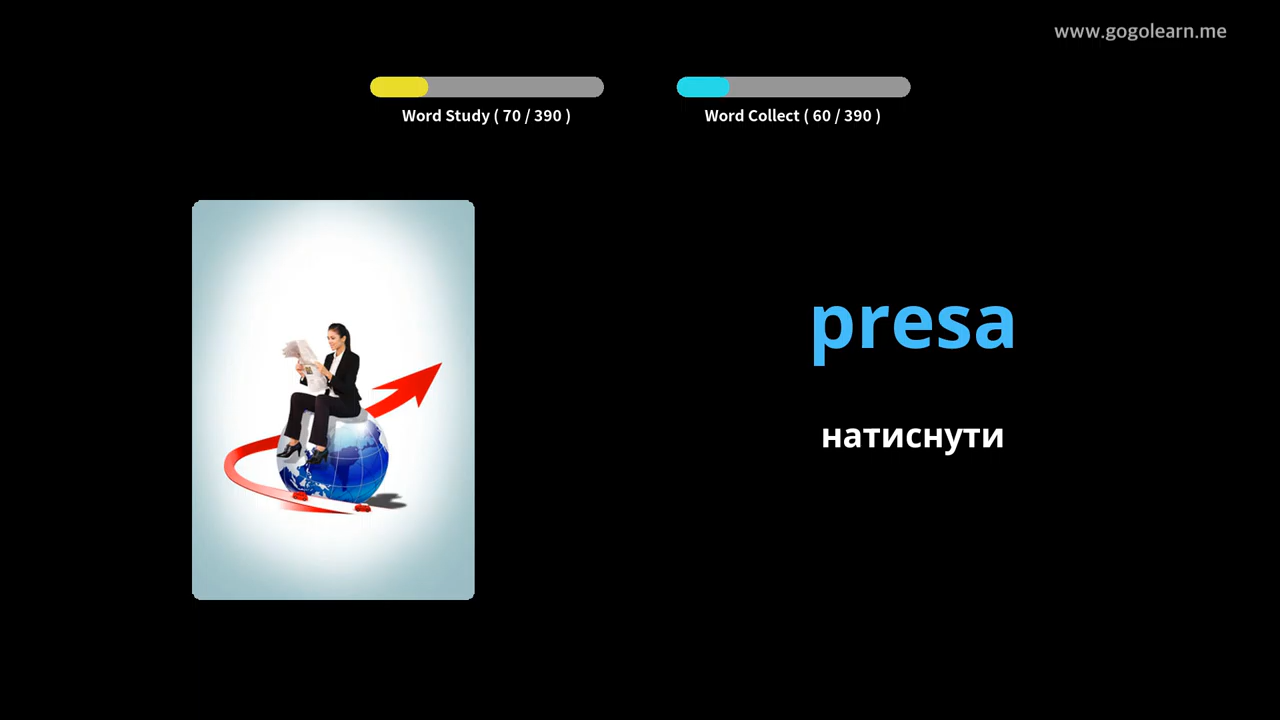 www.gogolearn.me
Word Study ( 70 / 390 )
Word Collect ( 60 / 390 )
presa
натиснути